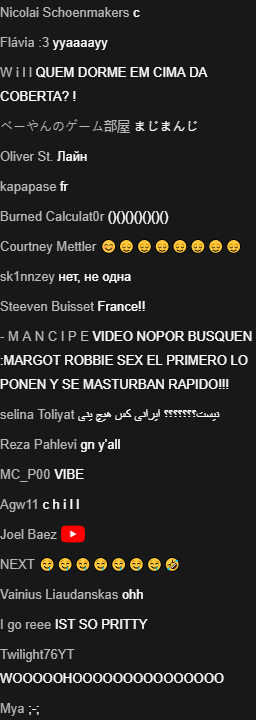 Nicolai Schoenmakers c
Flávia :3 yyaaaayy
W i l l QUEM DORME EM CIMA DA
COBERTA? !
べーやんのゲーム部屋 まじまんじ
Oliver St. Лайн
kapapase fr
Burned Calculat0r ()()()()()()()
Courtney Mettler 😊😔😔😔😔😔😔😔
sk1nnzey нет, не одна
Steeven Buisset France!!
- M A N C I P E VIDEO NOPOR BUSQUEN
:MARGOT ROBBIE SEX EL PRIMERO LO
PONEN Y SE MASTURBAN RAPIDO!!!
selina Toliyat نیست؟؟؟؟؟؟؟ ایرانی کس هیچ ینی
Reza Pahlevi gn y'all
MC_P00 VIBE
Agw11 c h i l l
Joel Baez
NEXT 😊😊😊😂😂😂😂🤣
Vainius Liaudanskas ohh
I go reee IST SO PRITTY
Twilight76YT
WOOOOOHOOOOOOOOOOOOOOO
Mya ;-;